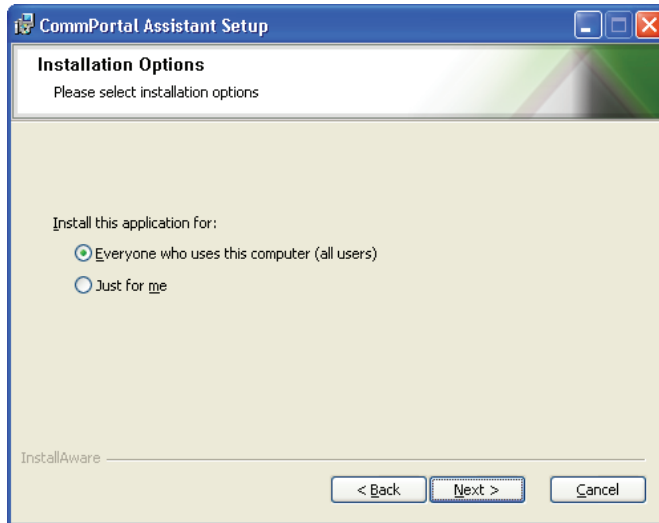 CommPortal Assistant Setup
Installation Options
Please select installation options
Install this application for:
Everyone who uses this computer (all users)
Just for me
InstallAware
< Back Next > Cancel